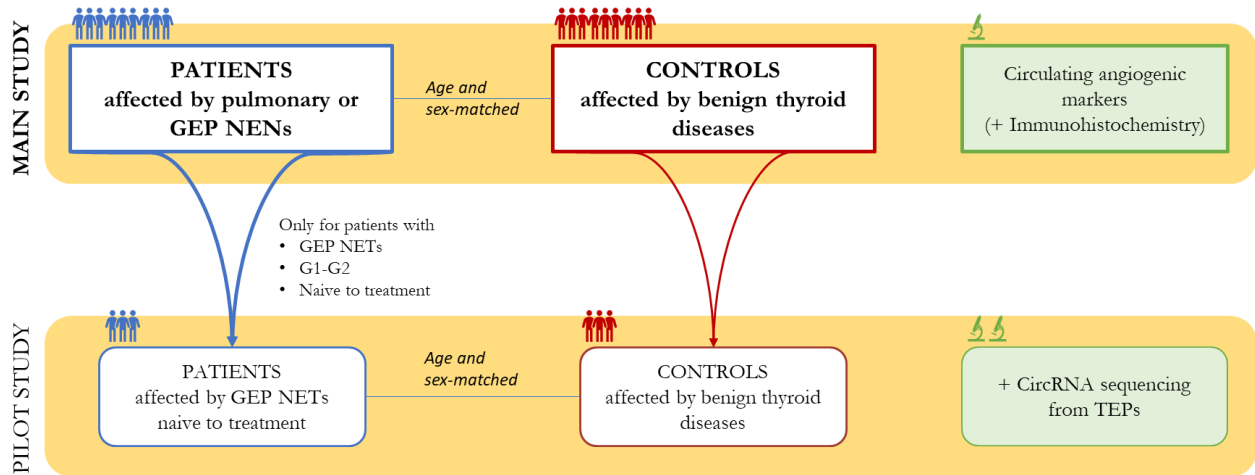 MAIN STUDY
PATIENTS
affected by pulmonary or
GEP NENs
Age and
sex-matched
CONTROLS
affected by benign thyroid
diseases
Circulating angiogenic
markers
(+ Immunohistochemistry)
Only for patients with
• GEP NETs
• G1-G2
• Naive to treatment
PILOT STUDY
PATIENTS
affected by GEP NETs
naive to treatment
Age and
sex-matched
CONTROLS
affected by benign thyroid
diseases
+ CircRNA sequencing
from TEPs